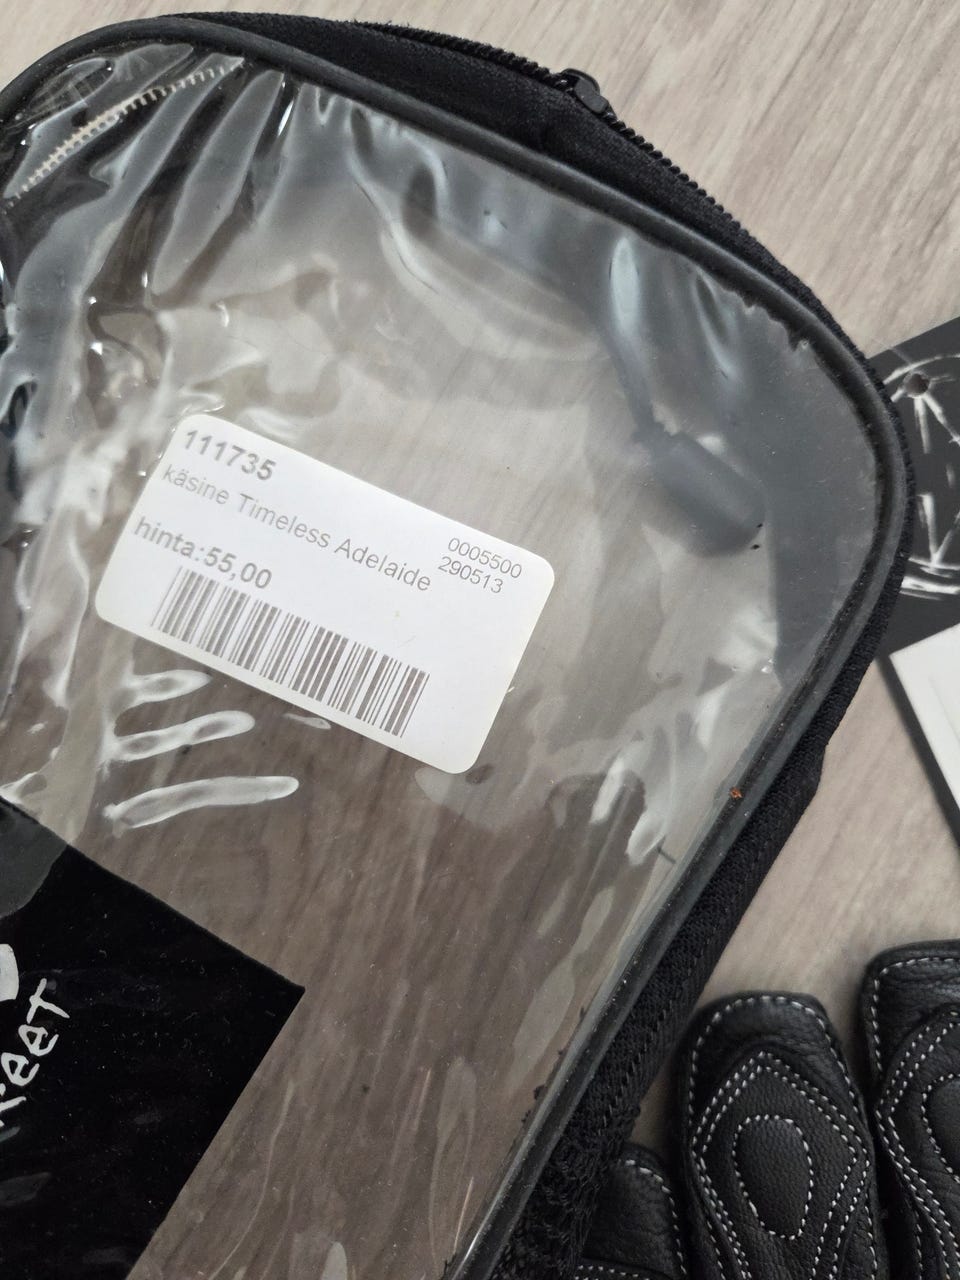 111735
käsine Timeless Adelaide
0005500
290513
hinta:55,00